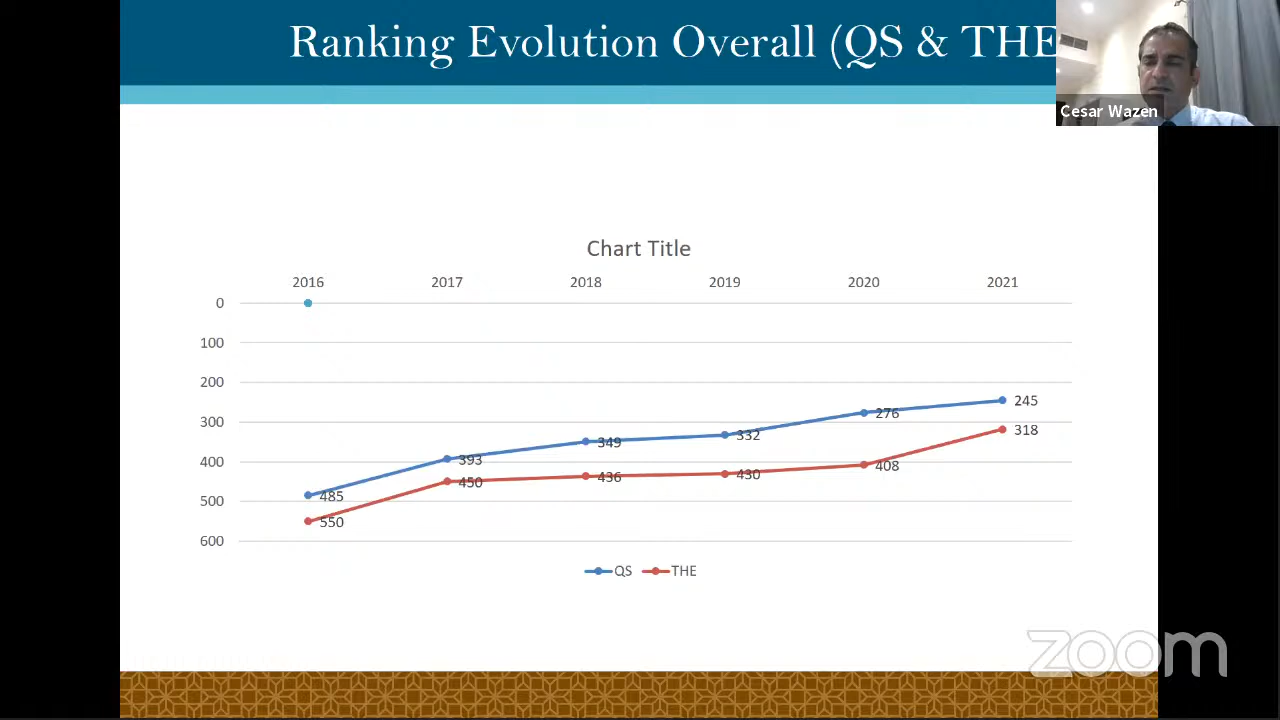 Ranking Evolution Overall (QS & THE
Cesar Wazen
Chart Title
2016 2017 2018 2019 2020 2021
0
100
200
300
400
500
600
485 393 349 332 276 245
550 450 436 430 408 318
QS THE
zoom